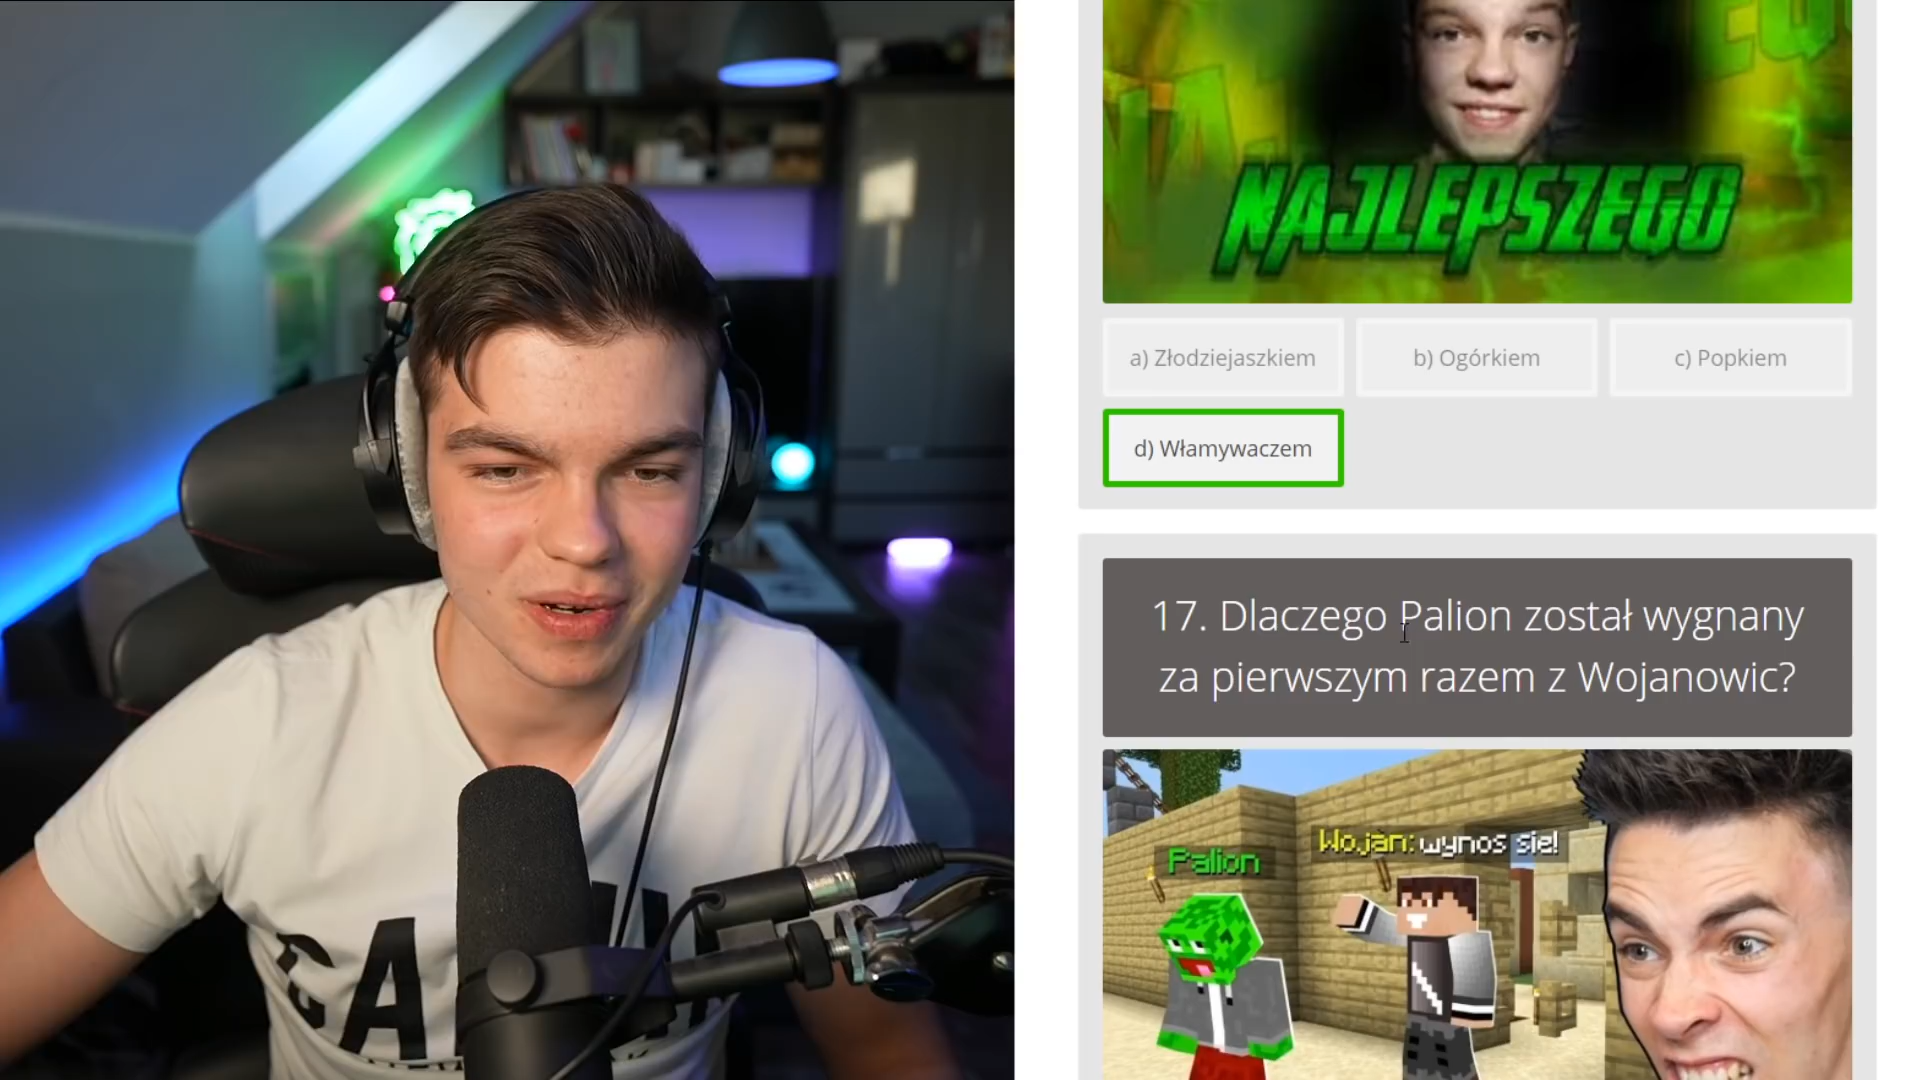 NAJLEPSZEGO
a) Złodziejaszkiem
b) Ogórkiem
c) Popkiem
d) Włamywaczem
17. Dlaczego Palion został wygnany
za pierwszym razem z Wojanowic?
Wojan: wynoś się!
Palion